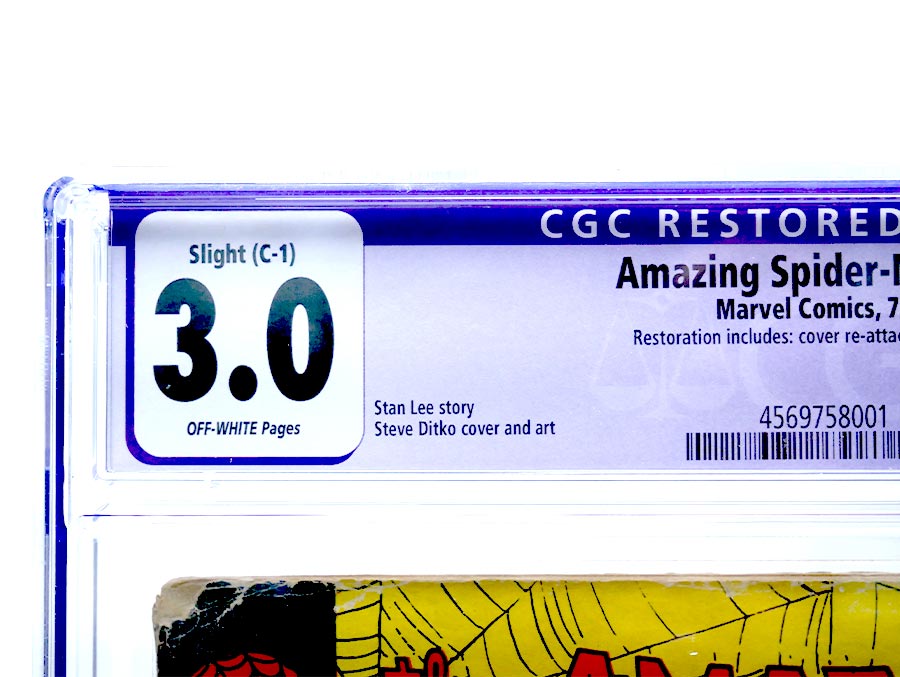 CGC RESTORED
Slight (C-1)
3.0
OFF-WHITE Pages
Amazing Spider-
Marvel Comics, 7
Restoration includes: cover re-atta
Stan Lee story
Steve Ditko cover and art
4569758001